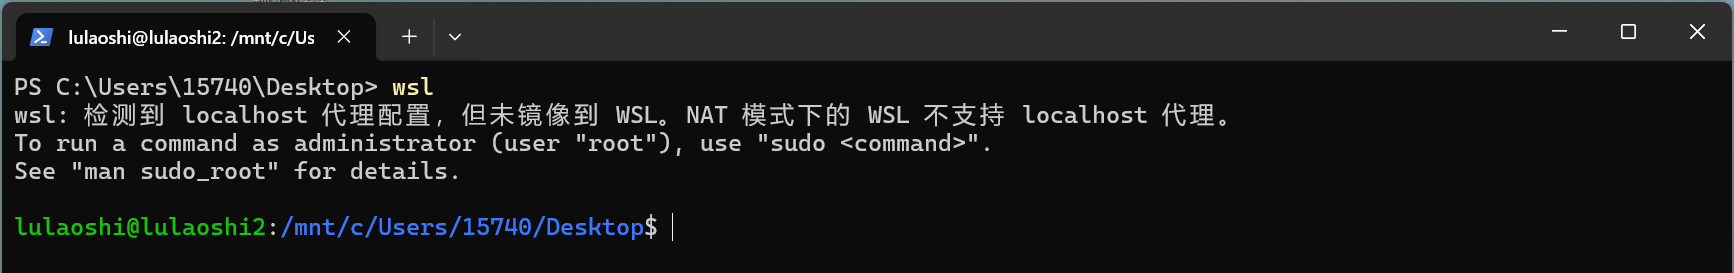 lulaoshi@lulaoshi2: /mnt/c/Us
PS C:\Users\15740\Desktop> wsl
wsl: 检测到 localhost 代理配置，但未镜像到 WSL。NAT 模式下的 WSL 不支持 localhost 代理。
To run a command as administrator (user "root"), use "sudo <command>".
See "man sudo_root" for details.
lulaoshi@lulaoshi2:/mnt/c/Users/15740/Desktop$